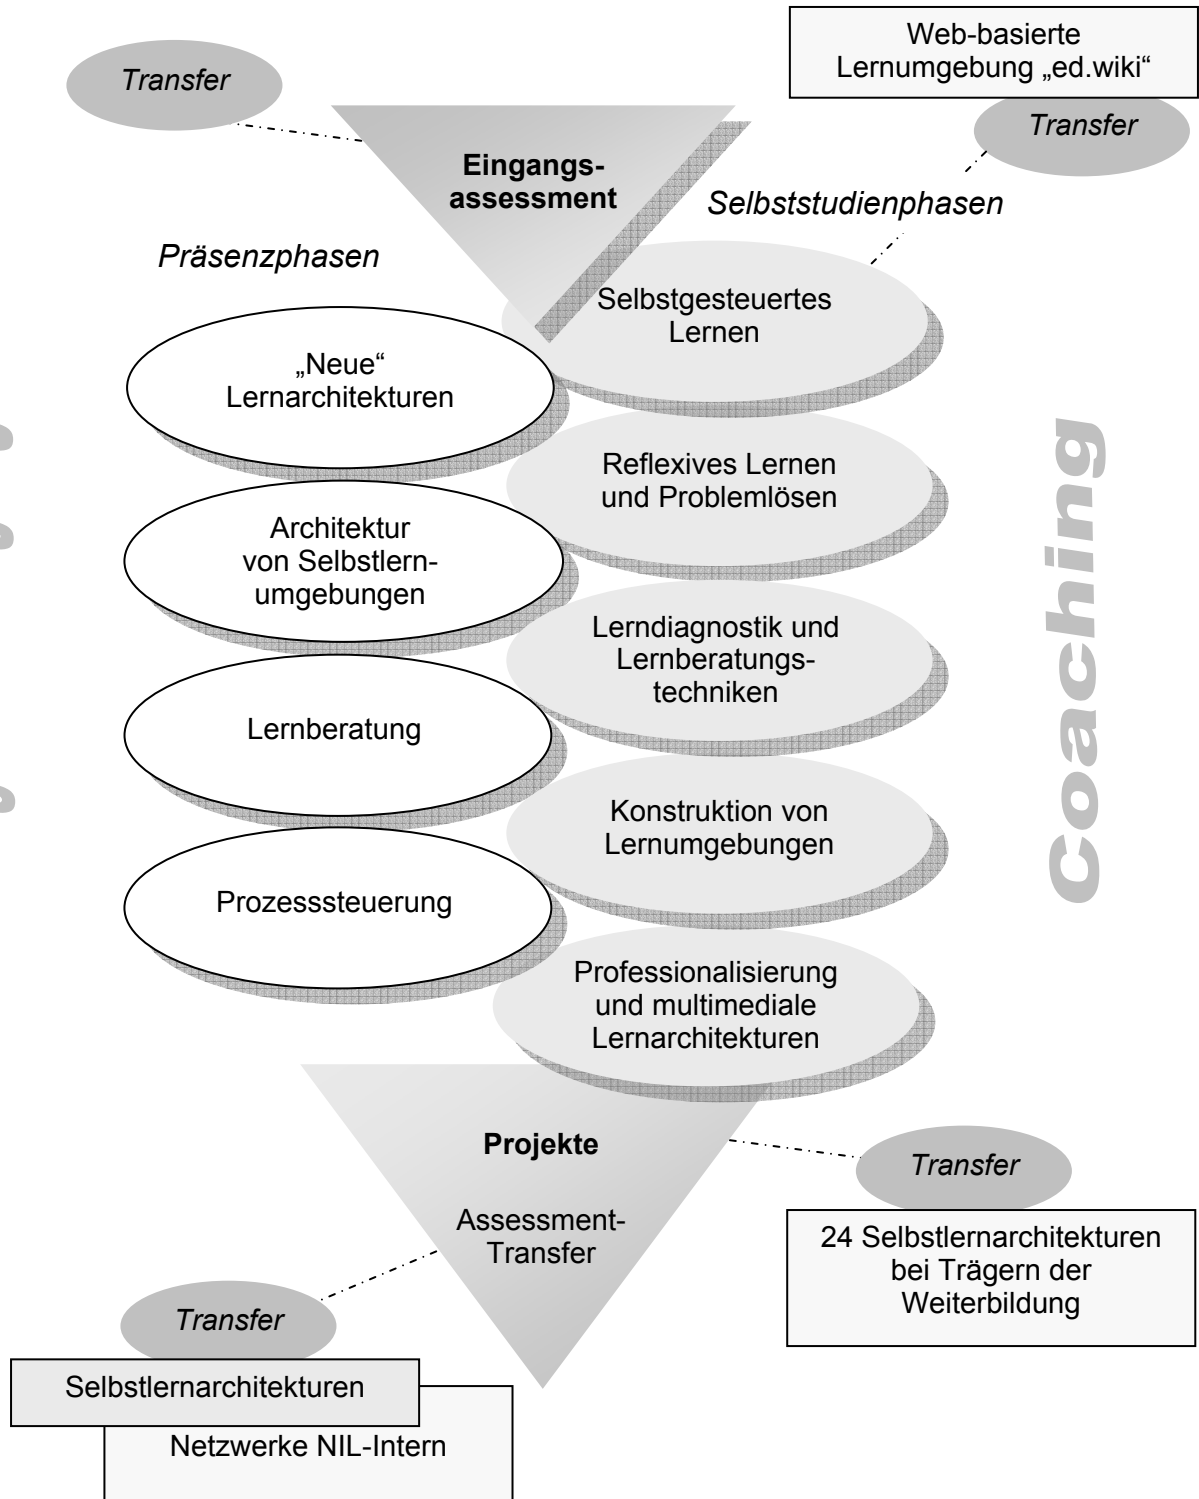 Web-basierte
Lernumgebung „ed.wiki“
Transfer
Transfer
Eingangs-
assessment
Selbststudienphasen
Präsenzphasen
Selbstgesteuertes
Lernen
„Neue“
Lernarchitekturen
Reflexives Lernen
und Problemlösen
Architektur
von Selbstlern-
umgebungen
Lerndiagnostik und
Lernberatungs-
techniken
Lernberatung
Konstruktion von
Lernumgebungen
Prozesssteuerung
Professionalisierung
und multimediale
Lernarchitekturen
Coaching
Projekte
Assessment-
Transfer
Transfer
24 Selbstlernarchitekturen
bei Trägern der
Weiterbildung
Transfer
Selbstlernarchitekturen
Netzwerke NIL-Intern